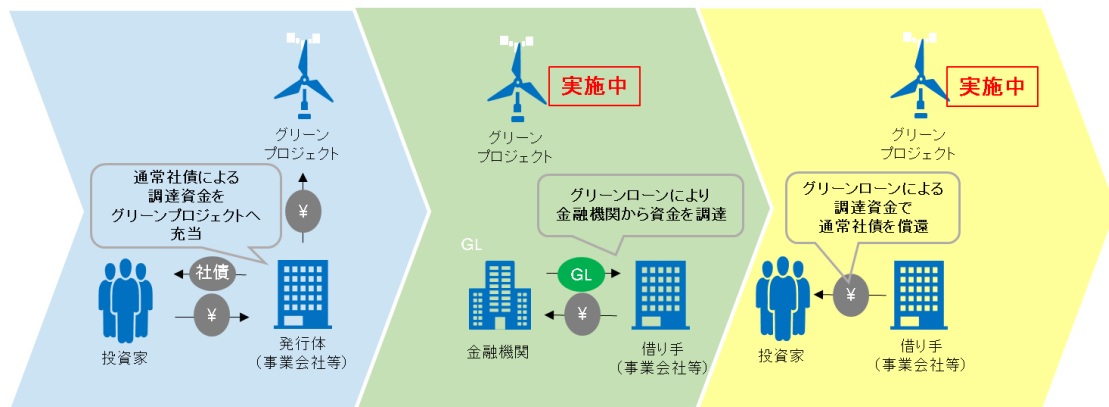 グリーン
プロジェクト
通常社債による
調達資金を
グリーンプロジェクトへ
充当
¥
社債
¥
投資家
発行体
(事業会社等)
実施中
グリーン
プロジェクト
グリーンローンにより
金融機関から資金を調達
GL
GL
¥
金融機関
借り手
(事業会社等)
実施中
グリーン
プロジェクト
グリーンローンによる
調達資金で
通常社債を償還
¥
投資家
借り手
(事業会社等)